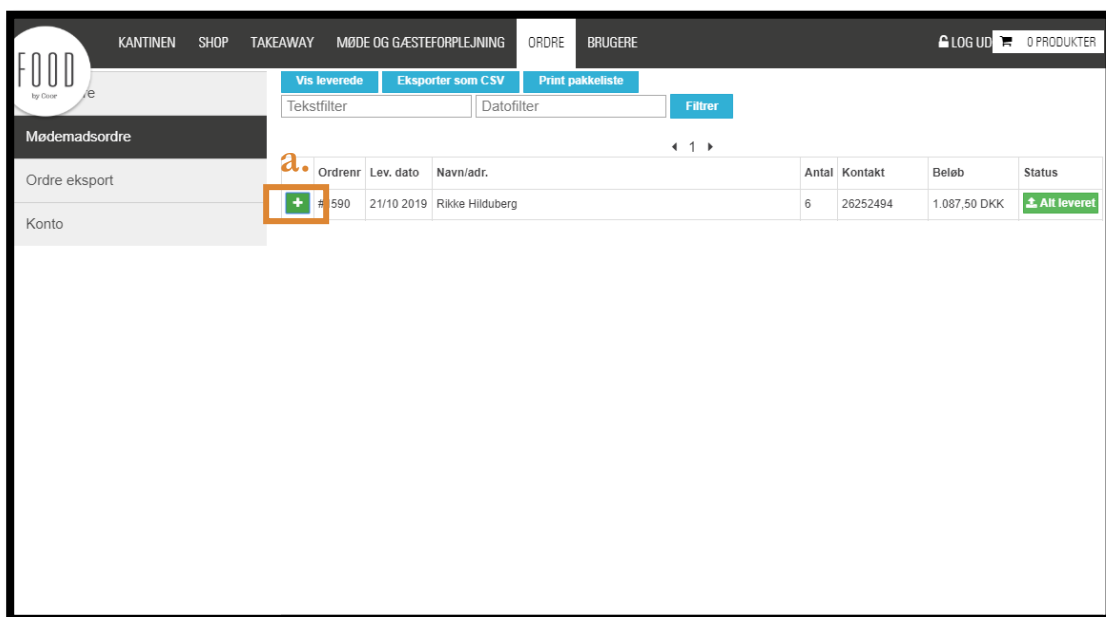 KANTINEN SHOP TAKEAWAY MØDE OG GÆSTEFORPLEJNING ORDRE BRUGERE LOG UD 0 PRODUKTER
FOOD
by Coor
Vis leverede Eksporter som CSV Print pakkeliste
Tekstfilter Datofilter Filtrer
Mødemadsordre
Ordre eksport
Konto
1
a.
Ordrenr Lev. dato Navn/adr. Antal Kontakt Beløb Status
590 21/10 2019 Rikke Hilduberg 6 26252494 1.087,50 DKK Alt leveret